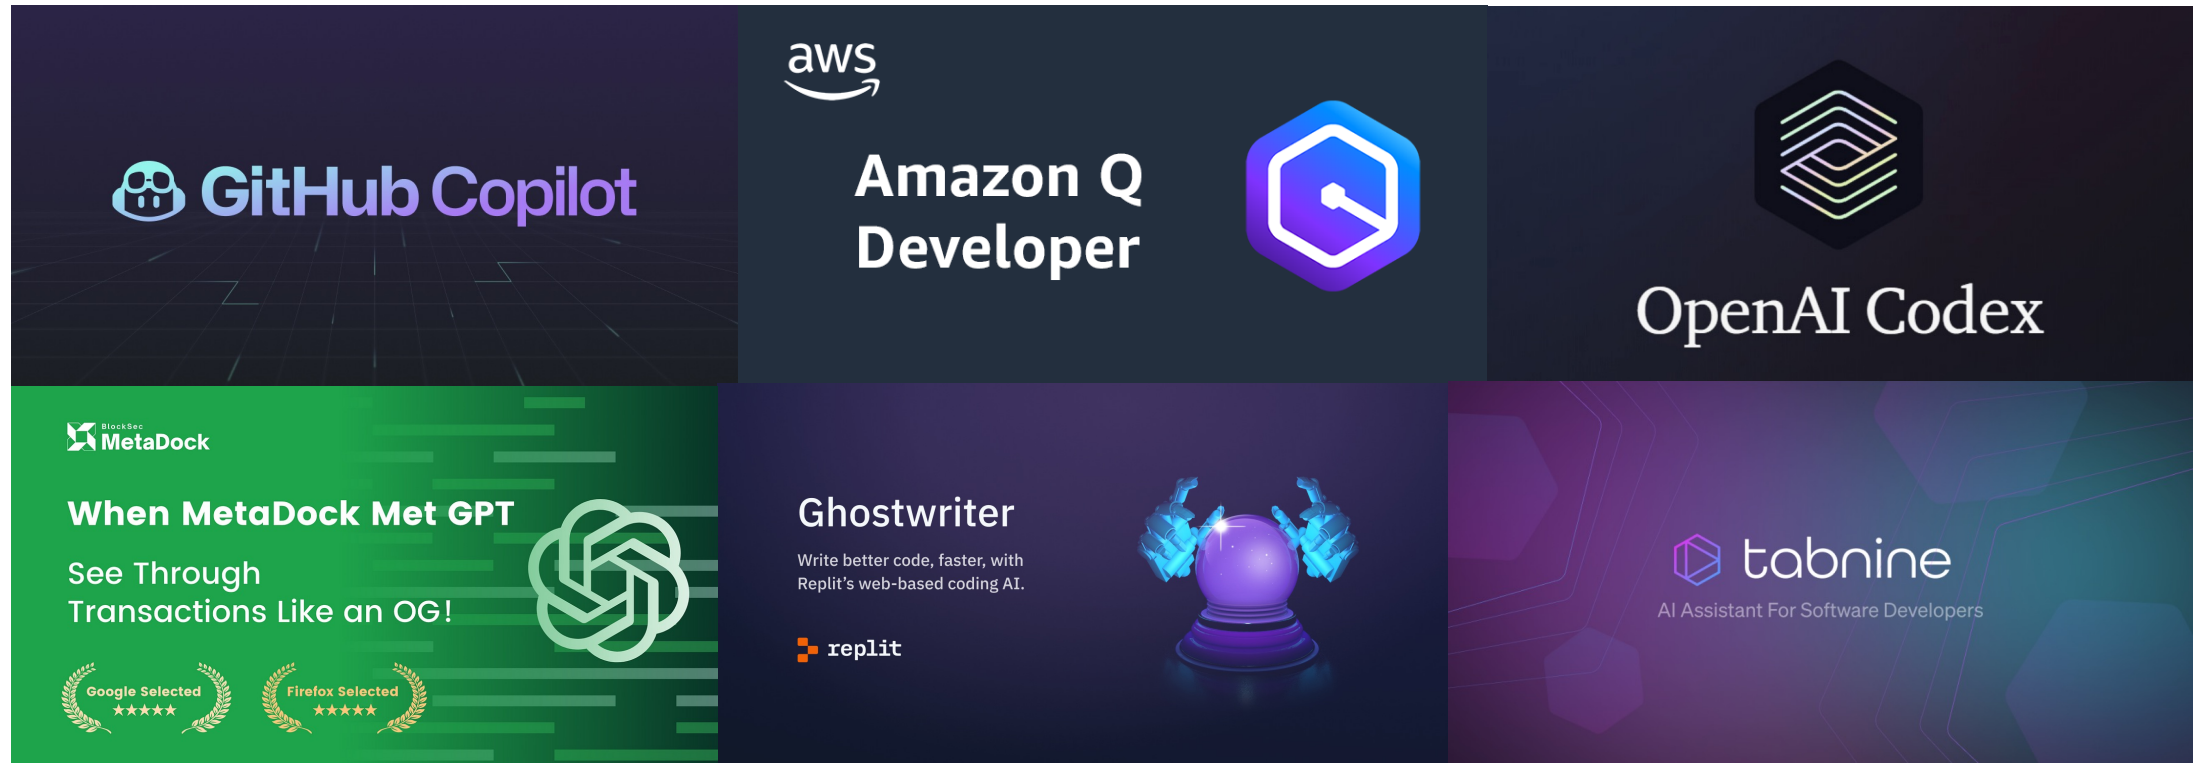 GitHub Copilot
aws
Amazon Q
Developer
OpenAI Codex
BlockSec
MetaDock
When MetaDock Met GPT
See Through
Transactions Like an OG!
Google Selected
★★★★★
Firefox Selected
★★★★★
Ghostwriter
Write better code, faster, with
Replit's web-based coding AI.
replit
tabnine
AI Assistant For Software Developers